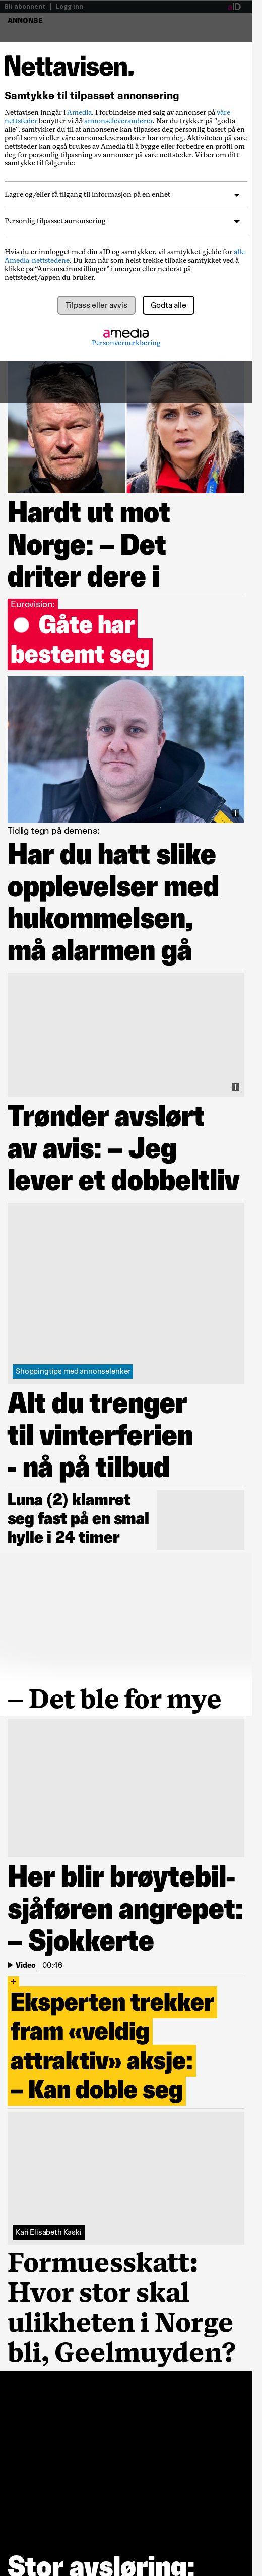 Bli abonnent | Logg inn
aID
ANNONSE
Nettavisen.
Samtykke til tilpasset annonsering
Nettavisen inngår i Amedia. I forbindelse med salg av annonser på våre
nettsteder benytter vi 33 annonseleverandører. Når du trykker på "godta
alle", samtykker du til at annonsene kan tilpasses deg personlig basert på en
profil som vi eller våre annonseleverandører har om deg. Aktiviteten på våre
nettsteder kan også brukes av Amedia til å bygge eller forbedre en profil om
deg for personlig tilpasning av annonser på våre nettsteder. Vi ber om ditt
samtykke til følgende:
Lagre og/eller få tilgang til informasjon på en enhet
Personlig tilpasset annonsering
Hvis du er innlogget med din aID og samtykker, vil samtykket gjelde for alle
Amedia-nettstedene. Du kan når som helst trekke tilbake samtykket ved å
klikke på “Annonseinnstillinger” i menyen eller nederst på
nettstedet/appen du bruker.
Tilpass eller avvis
Godta alle
amedia
Personvernerklæring
Hardt ut mot
Norge: – Det
driter dere i
Eurovision:
Gåte har
bestemt seg
Tidlig tegn på demens:
Har du hatt slike
opplevelser med
hukommelsen,
må alarmen gå
Trønder avslørt
av avis: – Jeg
lever et dobbeltliv
Shoppingtips med annonselenker
Alt du trenger
til vinterferien
- nå på tilbud
Luna (2) klamret
seg fast på en smal
hylle i 24 timer
– Det ble for mye
Her blir brøytebil-
sjåføren angrepet:
– Sjokkerte
Video | 00:46
+
Eksperten trekker
fram «veldig
attraktiv» aksje:
– Kan doble seg
Kari Elisabeth Kaski
Formuesskatt:
Hvor stor skal
ulikheten i Norge
bli, Geelmuyden?
Stor avsløring: